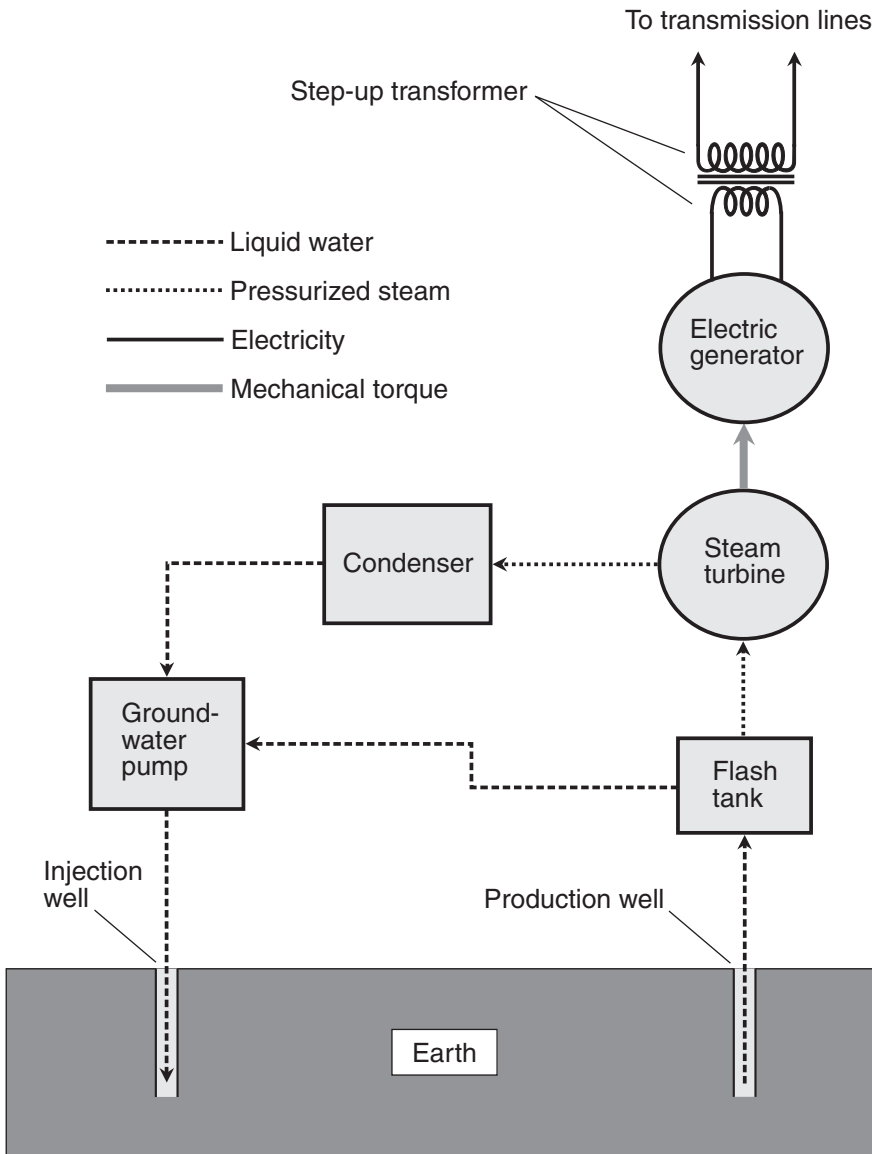 To transmission lines
Step-up transformer
Liquid water
Pressurized steam
Electricity
Mechanical torque
Electric
generator
Steam
turbine
Condenser
Ground-
water
pump
Flash
tank
Injection
well
Production well
Earth